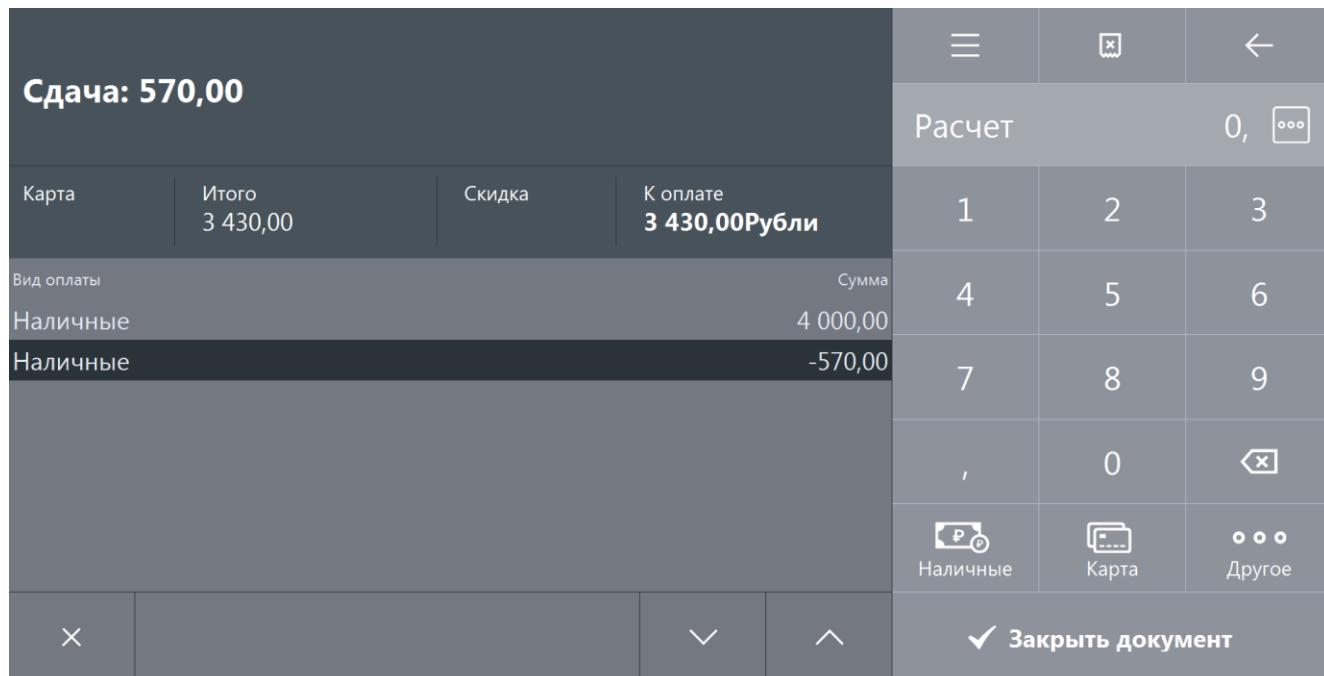 Сдача: 570,00
Карта
Итого
3 430,00
Скидка
К оплате
3 430,00Рубли
Вид оплаты Сумма
Наличные 4 000,00
Наличные -570,00
Расчет 0,
1 2 3
4 5 6
7 8 9
, 0
Наличные Карта Другое
Закрыть документ